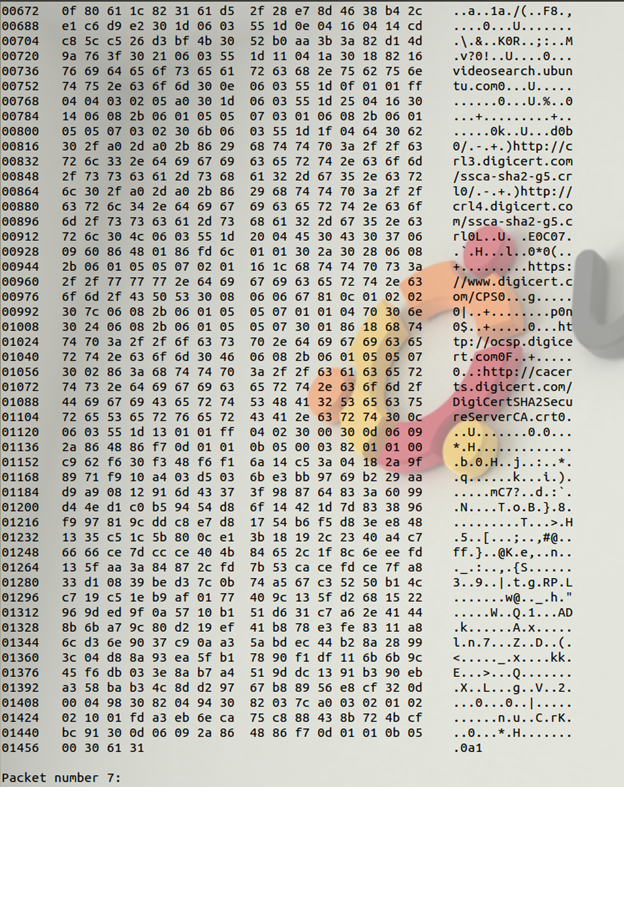 00672 0f 80 61 1c 82 31 61 d5 2f 28 e7 8d 46 38 b4 2c ..a..1a./(..F8.,
00688 e1 c6 d9 e2 30 1d 06 03 55 1d 0e 04 16 04 14 cd ....0...U.......
00704 c8 5c c5 26 d3 bf 4b 30 52 b0 aa 3b 3a 82 d1 4d .\.&..K0R..;:..M
00720 9a 76 3f 30 21 06 03 55 1d 11 04 1a 30 18 82 16 .v?0!..U....0...
00736 76 69 64 65 6f 73 65 61 72 63 68 2e 75 62 75 6e videosearch.ubun
00752 74 75 2e 63 6f 6d 30 0e 06 03 55 1d 0f 01 01 ff tu.com0...U.....
00768 04 04 03 02 05 a0 30 1d 06 03 55 1d 25 04 16 30 ......0...U.%..0
00784 14 06 08 2b 06 01 05 05 07 03 01 06 08 2b 06 01 ...+.........+..
00800 05 05 07 03 02 30 6b 06 03 55 1d 1f 04 64 30 62 .....0k..U...d0b
00816 30 2f a0 2d a0 2b 86 29 68 74 74 70 3a 2f 2f 63 0/.-.+.)http://c
00832 72 6c 33 2e 64 69 67 69 63 65 72 74 2e 63 6f 6d rl3.digicert.com
00848 2f 73 73 63 61 2d 73 68 61 32 2d 67 35 2e 63 72 /ssca-sha2-g5.cr
00864 6c 30 2f a0 2d a0 2b 86 29 68 74 74 70 3a 2f 2f l0/.-.+.)http://
00880 63 72 6c 34 2e 64 69 67 69 63 65 72 74 2e 63 6f crl4.digicert.co
00896 6d 2f 73 73 63 61 2d 73 68 61 32 2d 67 35 2e 63 m/ssca-sha2-g5.c
00912 72 6c 30 4c 06 03 55 1d 20 04 45 30 43 30 37 06 rl0L..U. .E0C07.
00928 09 60 86 48 01 86 fd 6c 01 01 30 2a 30 28 06 08 .`.H...l..0*0(..
00944 2b 06 01 05 05 07 02 01 16 1c 68 74 74 70 73 3a +.........https:
00960 2f 2f 77 77 77 2e 64 69 67 69 63 65 72 74 2e 63 //www.digicert.c
00976 6f 6d 2f 43 50 53 30 08 06 06 67 81 0c 01 02 02 om/CPS0...g.....
00992 30 7c 06 08 2b 06 01 05 05 07 01 01 04 70 30 6e 0|..+........p0n
01008 30 24 06 08 2b 06 01 05 05 07 30 01 86 18 68 74 0$..+.....0...ht
01024 74 70 3a 2f 2f 6f 63 73 70 2e 64 69 67 69 63 65 tp://ocsp.digice
01040 72 74 2e 63 6f 6d 30 46 06 08 2b 06 01 05 05 07 rt.com0F..+.....
01056 30 02 86 3a 68 74 74 70 3a 2f 2f 63 61 63 65 72 0..:http://cacer
01072 74 73 2e 64 69 67 69 63 65 72 74 2e 63 6f 6d 2f ts.digicert.com/
01088 44 69 67 69 43 65 72 74 53 48 41 32 53 65 63 75 DigiCertSHA2Secu
01104 72 65 53 65 72 76 65 72 43 41 2e 63 72 74 30 0c reServerCA.crt0.
01120 06 03 55 1d 13 01 01 ff 04 02 30 00 30 0d 06 09 ..U.......0.0...
01136 2a 86 48 86 f7 0d 01 01 0b 05 00 03 82 01 01 00 *.H.............
01152 c9 62 f6 30 f3 48 f6 f1 6a 14 c5 3a 04 18 2a 9f .b.0.H..j..:..*.
01168 89 71 f9 10 a4 03 d5 03 6b e3 bb 97 69 b2 29 aa .q......k...i.).
01184 d9 a9 08 12 91 6d 43 37 3f 98 87 64 83 3a 60 99 .....mC7?..d.:`.
01200 d4 4e d1 c0 b5 94 54 d8 6f 14 42 1d 7d 83 38 96 .N....T.o.B.}.8.
01216 f9 97 81 9c dd c8 e7 d8 17 54 b6 f5 d8 3e e8 48 .........T...>.H
01232 13 35 c5 1c 5b 80 0c e1 3b 18 19 2c 23 40 a4 c7 .5..[...;..,#@..
01248 66 66 ce 7d cc ce 40 4b 84 65 2c 1f 8c 6e ee fd ff.}..@K.e,..n..
01264 13 5f aa 3a 84 87 2c fd 7b 53 ca ce fd ce 7f a8 ._.:..,.{S......
01280 33 d1 08 39 be d3 7c 0b 74 a5 67 c3 52 50 b1 4c 3..9..|.t.g.RP.L
01296 c7 19 c5 1e b9 af 01 77 40 9c 13 5f d2 68 15 22 .......w@.._.h."
01312 96 9d ed 9f 0a 57 10 b1 51 d6 31 c7 a6 2e 41 44 .....W..Q.1...AD
01328 8b 6b a7 9c 80 d2 19 ef 41 b8 78 e3 fe 83 11 a8 .k......A.x.....
01344 6c d3 6e 90 37 c9 0a a3 5a bd ec 44 b2 8a 28 99 l.n.7...Z..D..(.
01360 3c 04 d8 8a 93 ea 5f b1 78 90 f1 df 11 6b 6b 9c <....._.x....kk.
01376 45 f6 db 03 3e 8a b7 a4 51 9d dc 13 91 b3 90 eb E...>...Q.......
01392 a3 58 ba b3 4c 8d d2 97 67 b8 89 56 e8 cf 32 0d .X..L...g..V..2.
01408 00 04 98 30 82 04 94 30 82 03 7c a0 03 02 01 02 ...0...0..|.....
01424 02 10 01 fd a3 eb 6e ca 75 c8 88 43 8b 72 4b cf ......n.u..C.rK.
01440 bc 91 30 0d 06 09 2a 86 48 86 f7 0d 01 01 0b 05 ..0...*.H.......
01456 00 30 61 31 .0a1
Packet number 7: